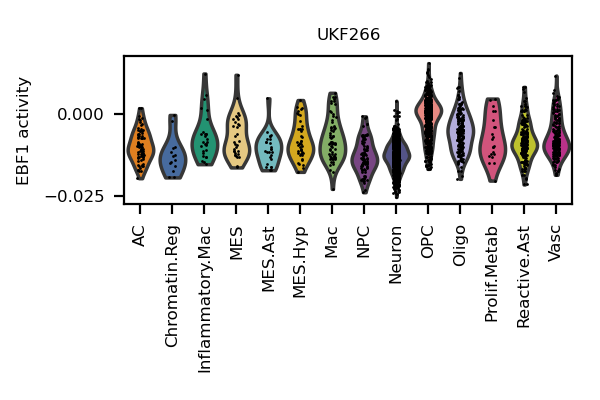 UKF266
EBF1 activity
0.000
−0.025
AC
Chromatin.Reg
Inflammatory.Mac
MES
MES.Ast
MES.Hyp
Mac
NPC
Neuron
OPC
Oligo
Prolif.Metab
Reactive.Ast
Vasc